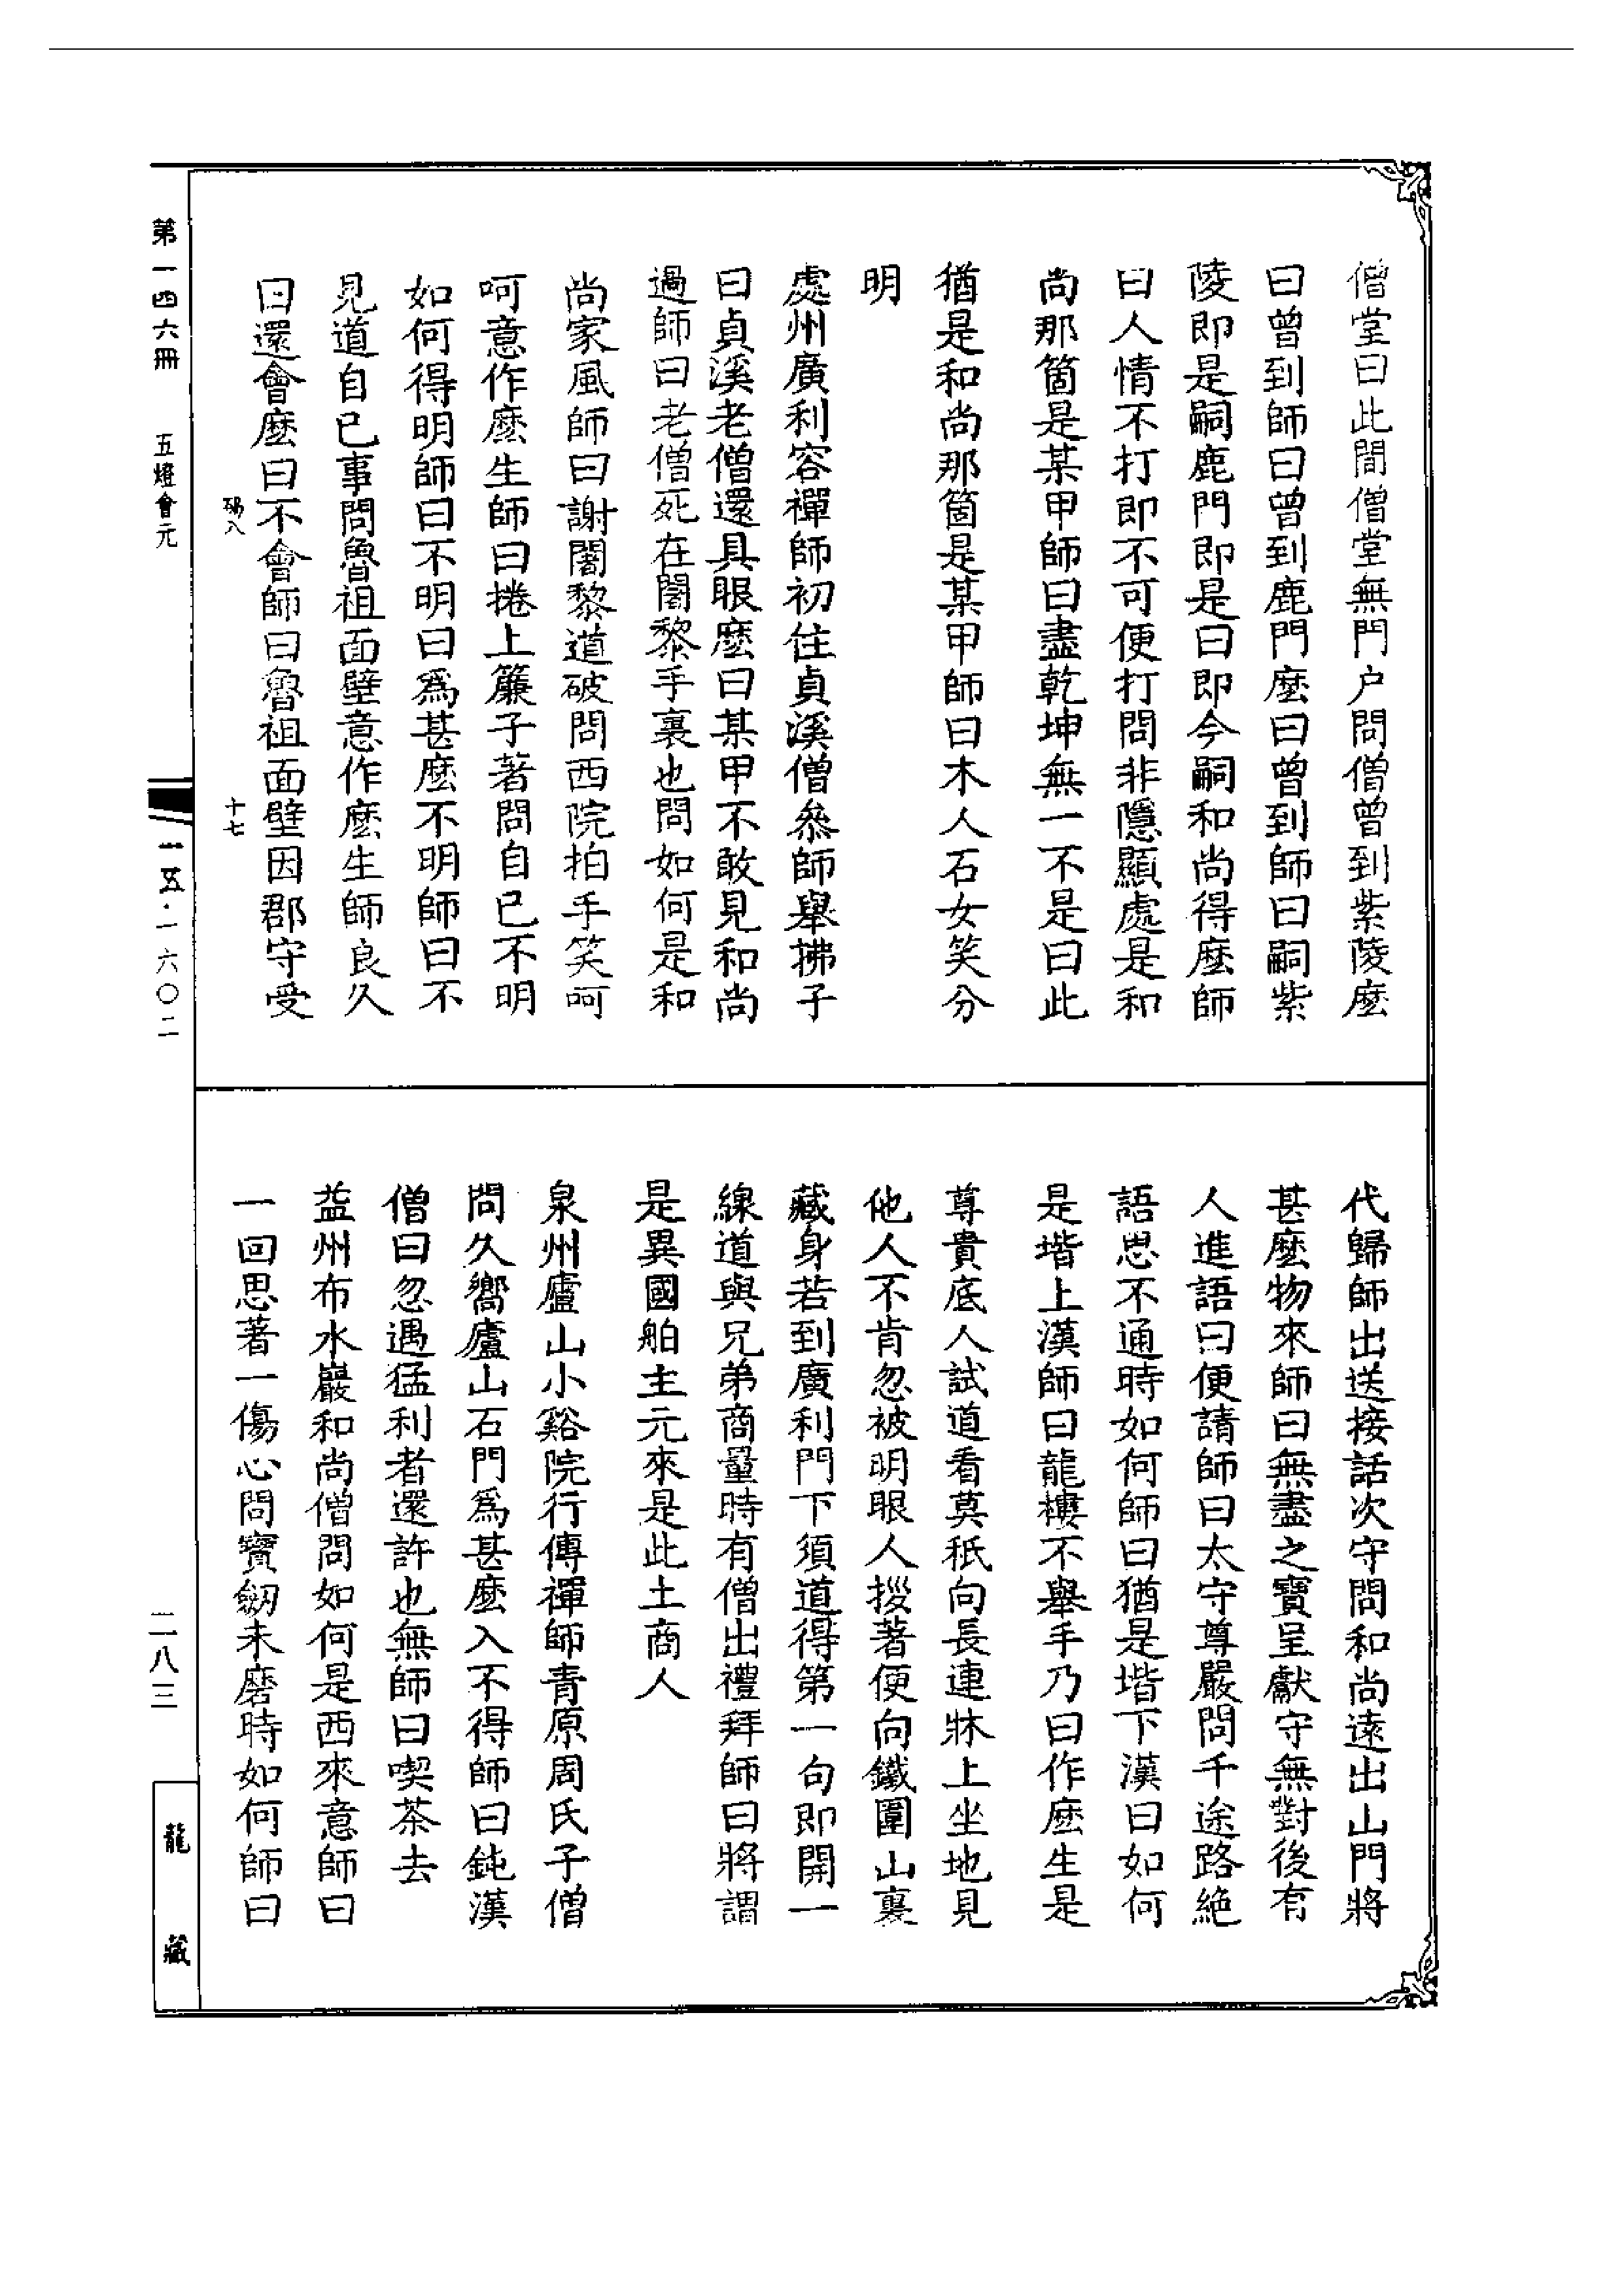 僧堂曰此間僧堂無門户問僧曾到紫陵麽
曰曾到師曰曾到鹿門麽曰曾到師曰嗣紫
陵即是嗣鹿門即是曰即今嗣和尚得麽師
曰人情不打即不可便打問非隱顯處是和
尚那箇是某甲師曰盡乾坤無一不是曰此
猶是和尚那箇是某甲師曰木人石女笑分
明
處州廣利容禪師初住貞溪僧叅師舉拂子
曰貞溪老僧還具眼麽曰某甲不敢見和尚
過師曰老僧死在闍黎手裏也問如何是和
尚家風師曰謝闍黎道破問西院拍手笑呵
呵意作麽生師曰捲上簾子著問自已不明
如何得明師曰不明曰爲甚麽不明師曰不
見道自已事問魯祖面壁意作麽生師良久
曰還會麽曰不會師曰魯祖面壁因郡守受
代歸師出送接話次守問和尚遠出山門將
甚麽物來師曰無盡之寶呈獻守無對後有
人進語曰便請師曰太守尊嚴問千途路絶
語思不通時如何師曰猶是堦下漢曰如何
是堦上漢師曰龍樓不舉手乃曰作麽生是
尊貴底人試道看莫秖向長連牀上坐地見
他人不肯忽被明眼人拶著便向鐵圍山裏
藏身若到廣利門下須道得第一句即開一
線道與兄弟商量時有僧出禮拜師曰將謂
是異國舶主元來是此土商人
泉州廬山小谿院行傳禪師青原周氏子僧
問久嚮廬山石門爲甚麽入不得師曰鈍漢
僧曰忽遇猛利者還許也無師曰喫茶去
益州布水巖和尚僧問如何是西來意師曰
一回思著一傷心問寶劒未磨時如何師曰
第一四六冊
五燈會元
十七
一五·一六〇二
二八三
龍藏